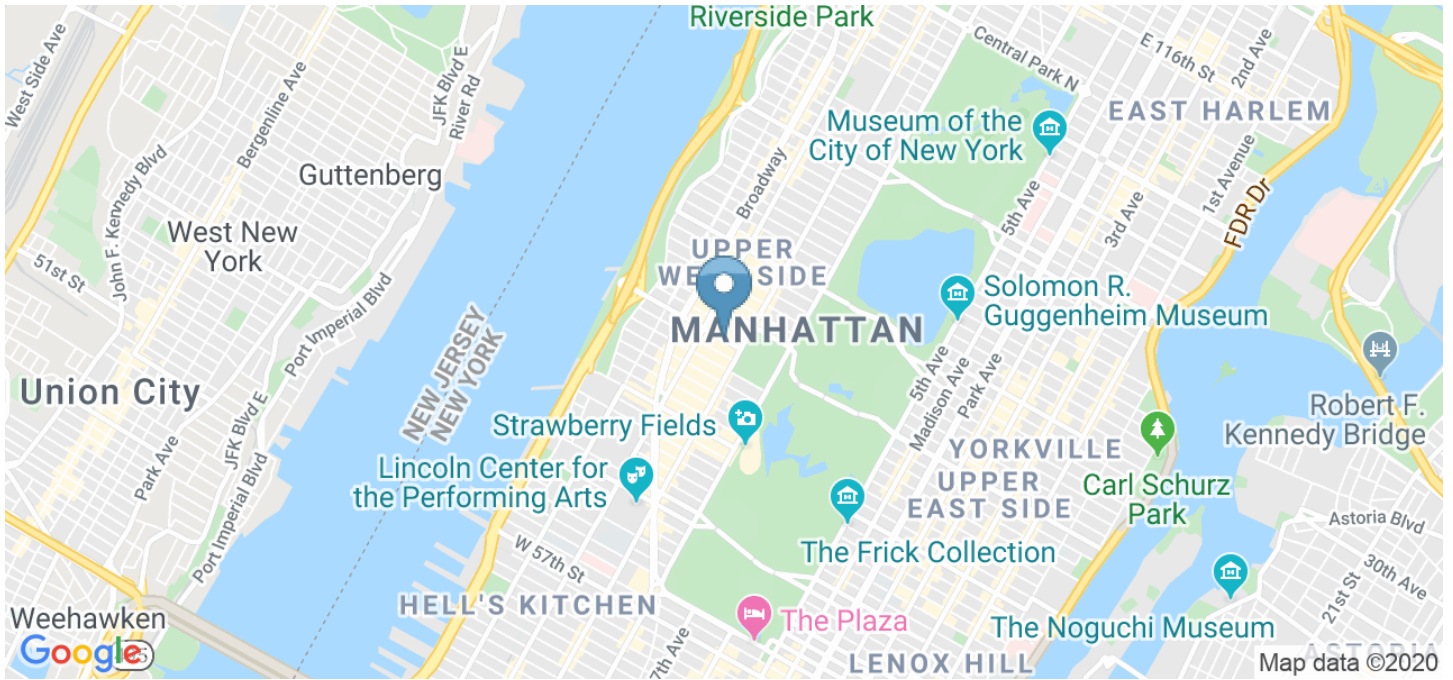 Riverside Park
West Side Ave
Bergenline Ave
JFK Blvd E
River Rd
Central Park N
E 116th St
2nd Ave
EAST HARLEM
Museum of the
City of New York
John F. Kennedy Blvd
Guttenberg
Broadway
1st Avenue
5th Ave
3rd Ave
FDR Dr
West New
York
51st St
UPPER
WEST SIDE
Port Imperial Blvd
Solomon R.
Guggenheim Museum
MANHATTAN
NEW JERSEY
NEW YORK
Union City
5th Ave
Madison Ave
Park Ave
JFK Blvd E
Strawberry Fields
Robert F.
Kennedy Bridge
YORKVILLE
Park Ave
Lincoln Center for
the Performing Arts
UPPER
EAST SIDE
Carl Schurz
Park
Port Imperial Blvd
Astoria Blvd
W 57th St
The Frick Collection
30th Ave
21st St
HELL'S KITCHEN
Weehawken
The Plaza
The Noguchi Museum
Google
7th Ave
LENOX HILL
ASTORIA
Map data ©2020